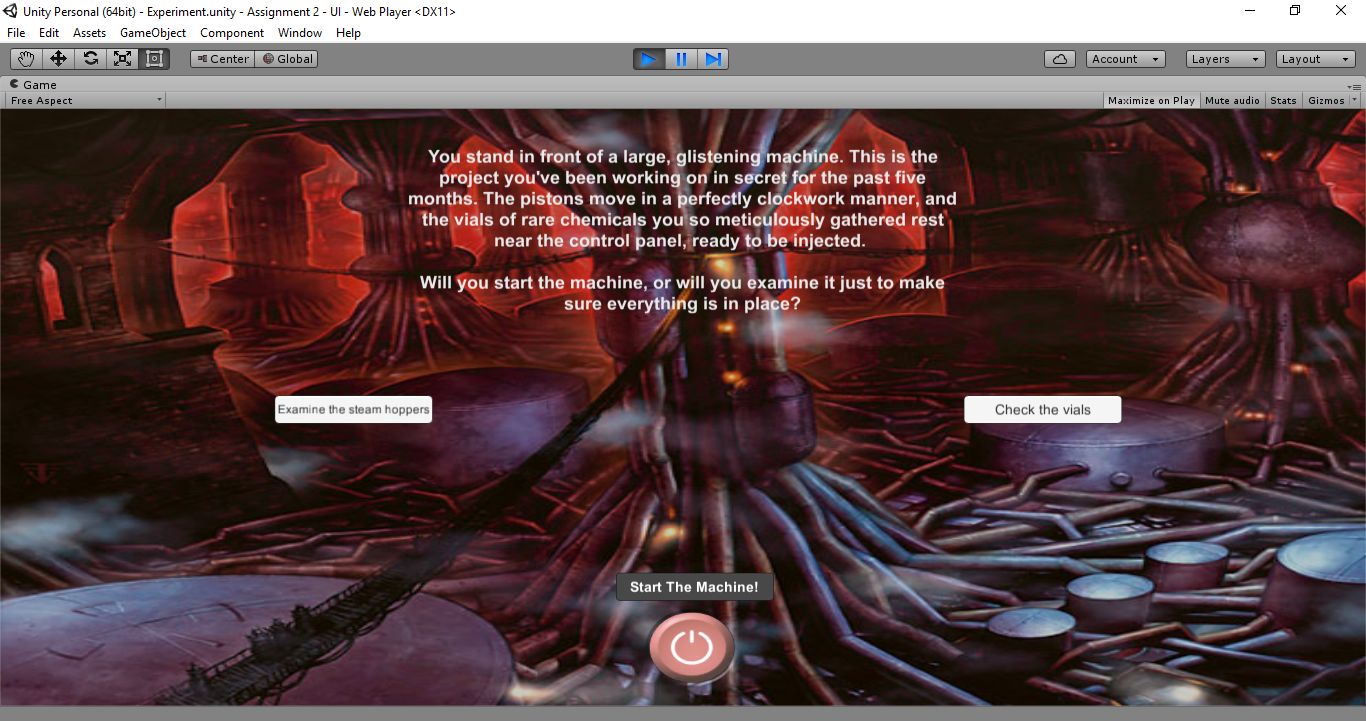 Unity Personal (64bit) - Experiment.unity - Assignment 2 - UI - Web Player <DX11>
File Edit Assets GameObject Component Window Help
Center Global Account Layers Layout
Game
Free Aspect Maximize on Play Mute audio Stats Gizmos
You stand in front of a large, glistening machine. This is the
project you've been working on in secret for the past five
months. The pistons move in a perfectly clockwork manner, and
the vials of rare chemicals you so meticulously gathered rest
near the control panel, ready to be injected.
Will you start the machine, or will you examine it just to make
sure everything is in place?
Examine the steam hoppers
Check the vials
Start The Machine!